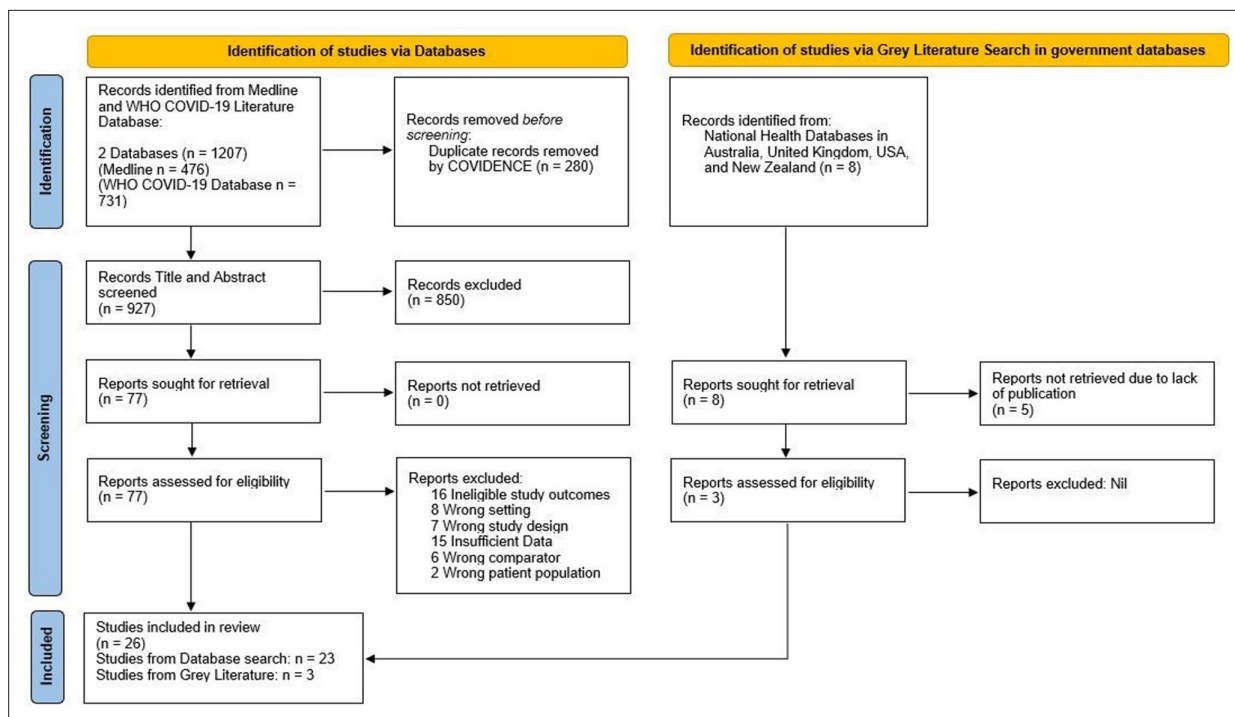 Identification of studies via Databases
Identification of studies via Grey Literature Search in government databases
Identification
Records identified from Medline
and WHO COVID-19 Literature
Database:
2 Databases (n = 1207)
(Medline n = 476)
(WHO COVID-19 Database n =
731)
Records removed before
screening:
Duplicate records removed
by COVIDENCE (n = 280)
Records identified from:
National Health Databases in
Australia, United Kingdom, USA,
and New Zealand (n = 8)
Screening
Records Title and Abstract
screened
(n = 927)
Records excluded
(n = 850)
Reports sought for retrieval
(n = 77)
Reports not retrieved
(n = 0)
Reports sought for retrieval
(n = 8)
Reports not retrieved due to lack
of publication
(n = 5)
Reports assessed for eligibility
(n = 77)
Reports excluded:
16 Ineligible study outcomes
8 Wrong setting
7 Wrong study design
15 Insufficient Data
6 Wrong comparator
2 Wrong patient population
Reports assessed for eligibility
(n = 3)
Reports excluded: Nil
Included
Studies included in review
(n = 26)
Studies from Database search: n = 23
Studies from Grey Literature: n = 3